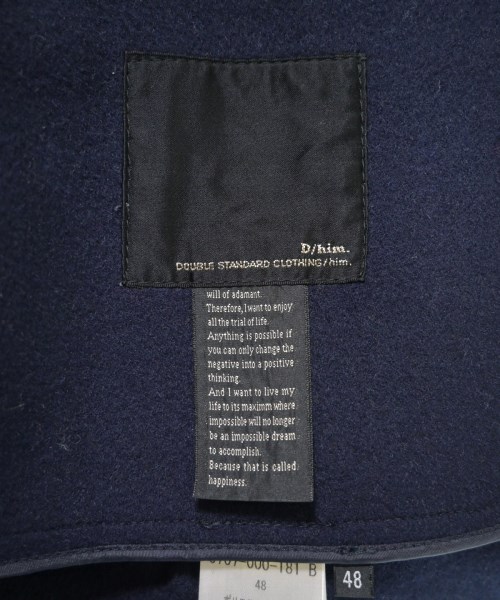 D/him.
DOUBLE STANDARD CLOTHING/him.
will of adamant.
Therefore, I want to enjoy
all the trial of life.
Anything is possible if
you can only change the
negative into a positive
thinking.
And I want to live my
life to its maximm where
impossible will no longer
be an impossible dream
to accomplish.
Because that is called
happiness.
-000-181 B
48
48